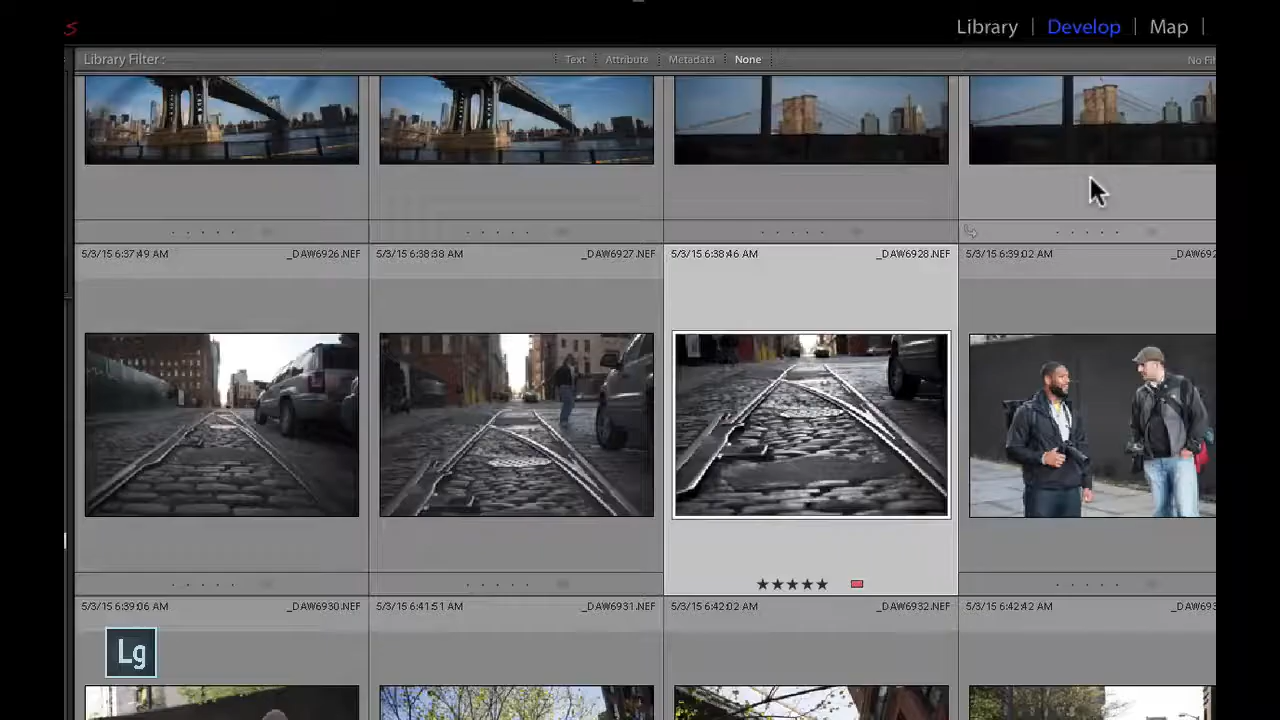 S
Library | Develop | Map |
Library Filter :
Text Attribute Metadata None
No Fil
5/3/15 6:37:49 AM _DAW6926.NEF
5/3/15 6:38:38 AM _DAW6927.NEF
5/3/15 6:38:46 AM _DAW6928.NEF
5/3/15 6:39:02 AM _DAW692
5/3/15 6:39:06 AM _DAW6930.NEF
5/3/15 6:41:51 AM _DAW6931.NEF
5/3/15 6:42:02 AM _DAW6932.NEF
5/3/15 6:42:42 AM _DAW693
Lg